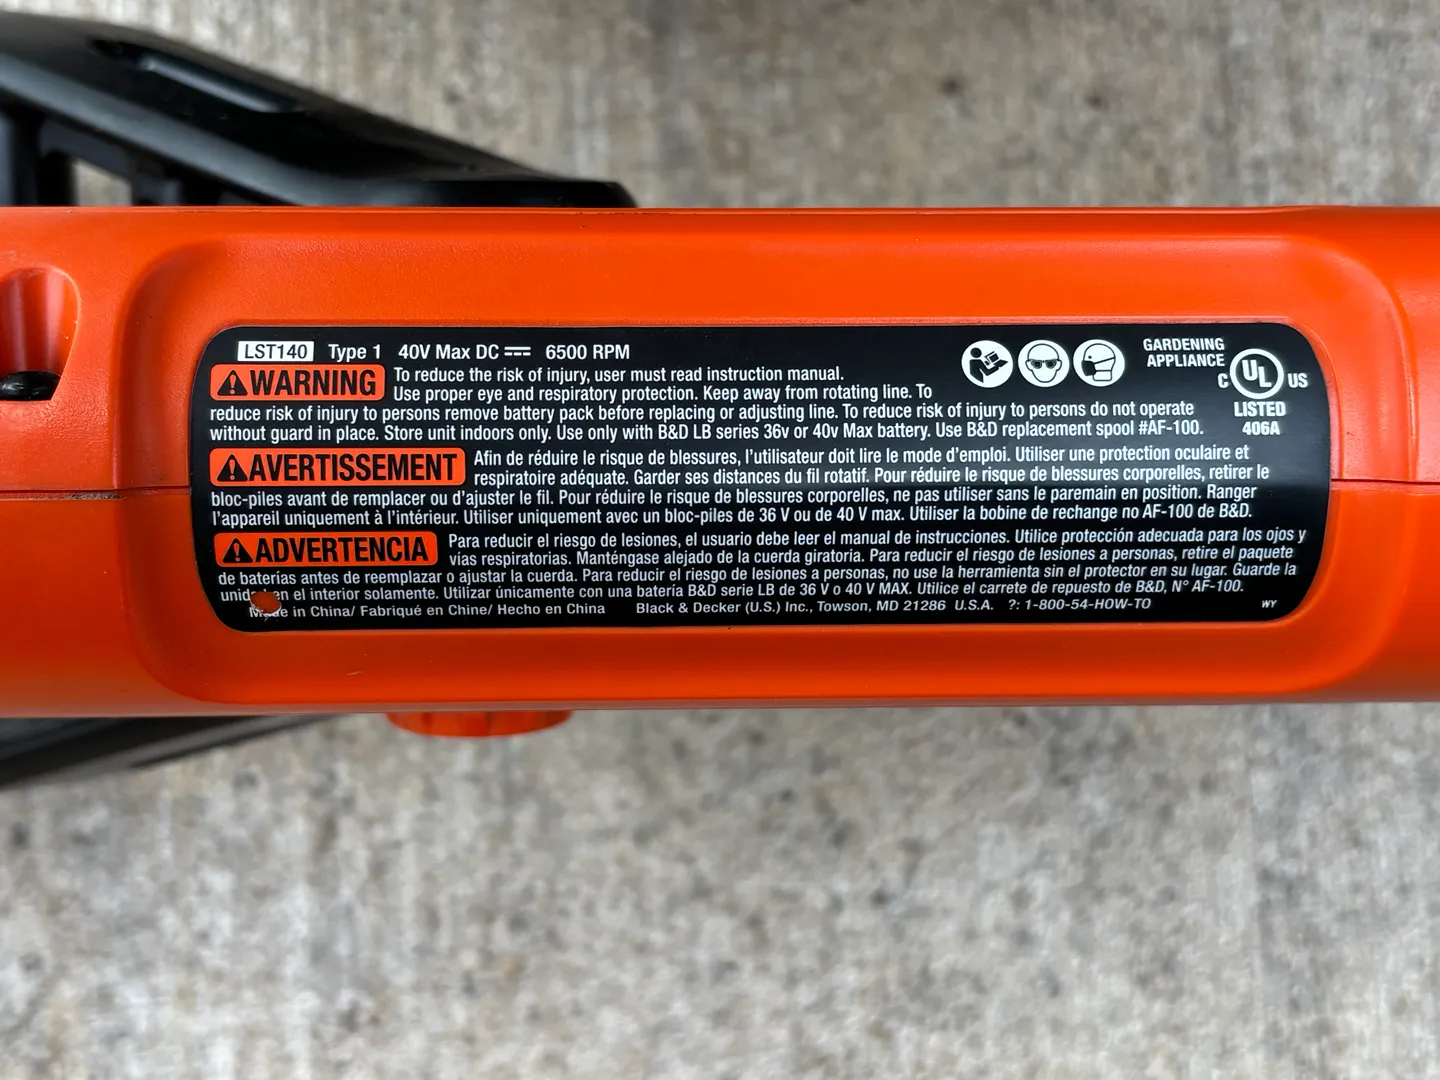 LST140 Type 1 40V Max DC 6500 RPM
GARDENING
APPLIANCE
C UL US
LISTED
406A
WARNING To reduce the risk of injury, user must read instruction manual.
Use proper eye and respiratory protection. Keep away from rotating line. To
reduce risk of injury to persons remove battery pack before replacing or adjusting line. To reduce risk of injury to persons do not operate
without guard in place. Store unit indoors only. Use only with B&D LB series 36v or 40v Max battery. Use B&D replacement spool #AF-100.
AVERTISSEMENT Afin de réduire le risque de blessures, l'utilisateur doit lire le mode d'emploi. Utiliser une protection oculaire et
respiratoire adéquate. Garder ses distances du fil rotatif. Pour réduire le risque de blessures corporelles, retirer le
bloc-piles avant de remplacer ou d'ajuster le fil. Pour réduire le risque de blessures corporelles, ne pas utiliser sans le paremain en position. Ranger
l'appareil uniquement à l'intérieur. Utiliser uniquement avec un bloc-piles de 36 V ou de 40 V max. Utiliser la bobine de rechange no AF-100 de B&D.
ADVERTENCIA Para reducir el riesgo de lesiones, el usuario debe leer el manual de instrucciones. Utilice protección adecuada para los ojos y
vías respiratorias. Manténgase alejado de la cuerda giratoria. Para reducir el riesgo de lesiones a personas, retire el paquete
de baterías antes de reemplazar o ajustar la cuerda. Para reducir el riesgo de lesiones a personas, no use la herramienta sin el protector en su lugar. Guarde la
unidad en el interior solamente. Utilizar únicamente con una batería B&D serie LB de 36 V o 40 V MAX. Utilice el carrete de repuesto de B&D, N° AF-100.
Made in China/ Fabriqué en Chine/ Hecho en China Black & Decker (U.S.) Inc., Towson, MD 21286 U.S.A. ?: 1-800-54-HOW-TO WY